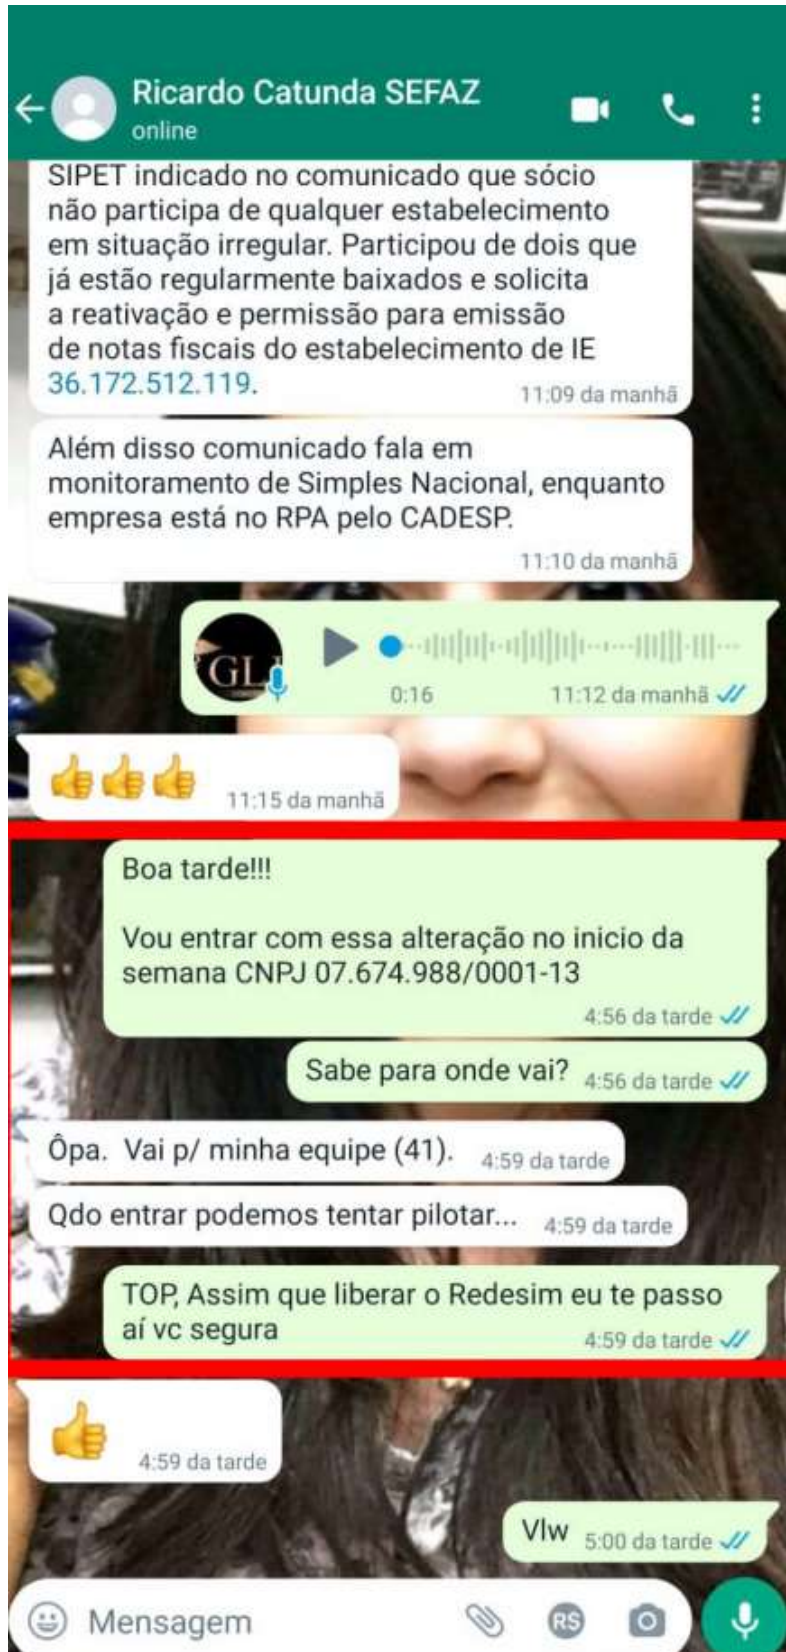 Ricardo Catunda SEFAZ
online
SIPET indicado no comunicado que sócio
não participa de qualquer estabelecimento
em situação irregular. Participou de dois que
já estão regularmente baixados e solicita
a reativação e permissão para emissão
de notas fiscais do estabelecimento de IE
36.172.512.119.
11:09 da manhã
Além disso comunicado fala em
monitoramento de Simples Nacional, enquanto
empresa está no RPA pelo CADESP.
11:10 da manhã
0:16
11:12 da manhã
11:15 da manhã
Boa tarde!!!
Vou entrar com essa alteração no inicio da
semana CNPJ 07.674.988/0001-13
4:56 da tarde
Sabe para onde vai? 4:56 da tarde
Ôpa. Vai p/ minha equipe (41). 4:59 da tarde
Qdo entrar podemos tentar pilotar... 4:59 da tarde
TOP, Assim que liberar o Redesim eu te passo
aí vc segura
4:59 da tarde
4:59 da tarde
Vlw 5:00 da tarde
Mensagem
RS